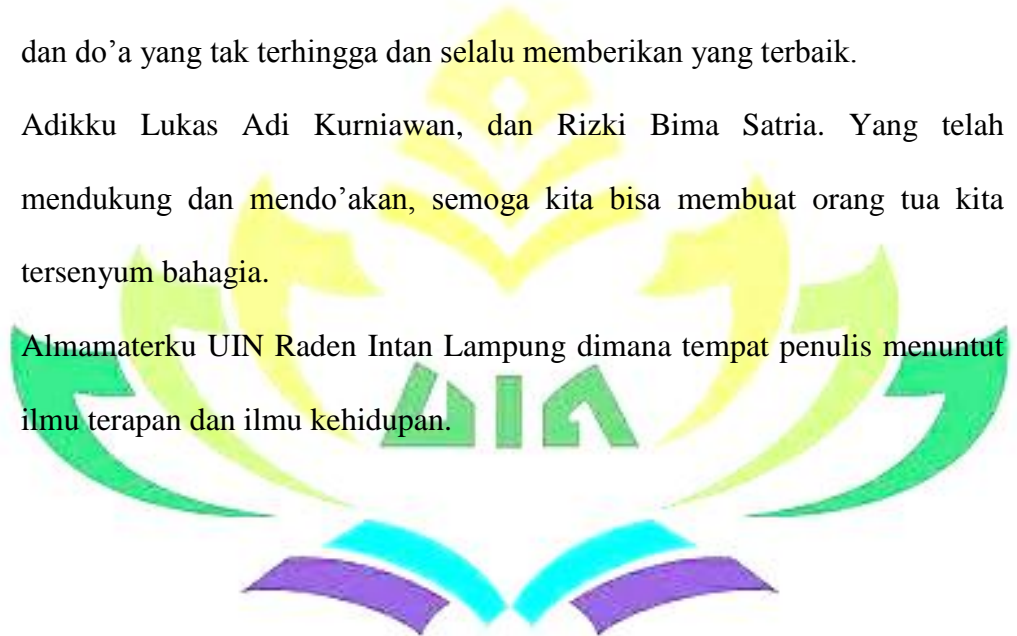 dan do’a yang tak terhingga dan selalu memberikan yang terbaik.
Adikku Lukas Adi Kurniawan, dan Rizki Bima Satria. Yang telah
mendukung dan mendo’akan, semoga kita bisa membuat orang tua kita
tersenyum bahagia.
Almamaterku UIN Raden Intan Lampung dimana tempat penulis menuntut
ilmu terapan dan ilmu kehidupan.
UIN